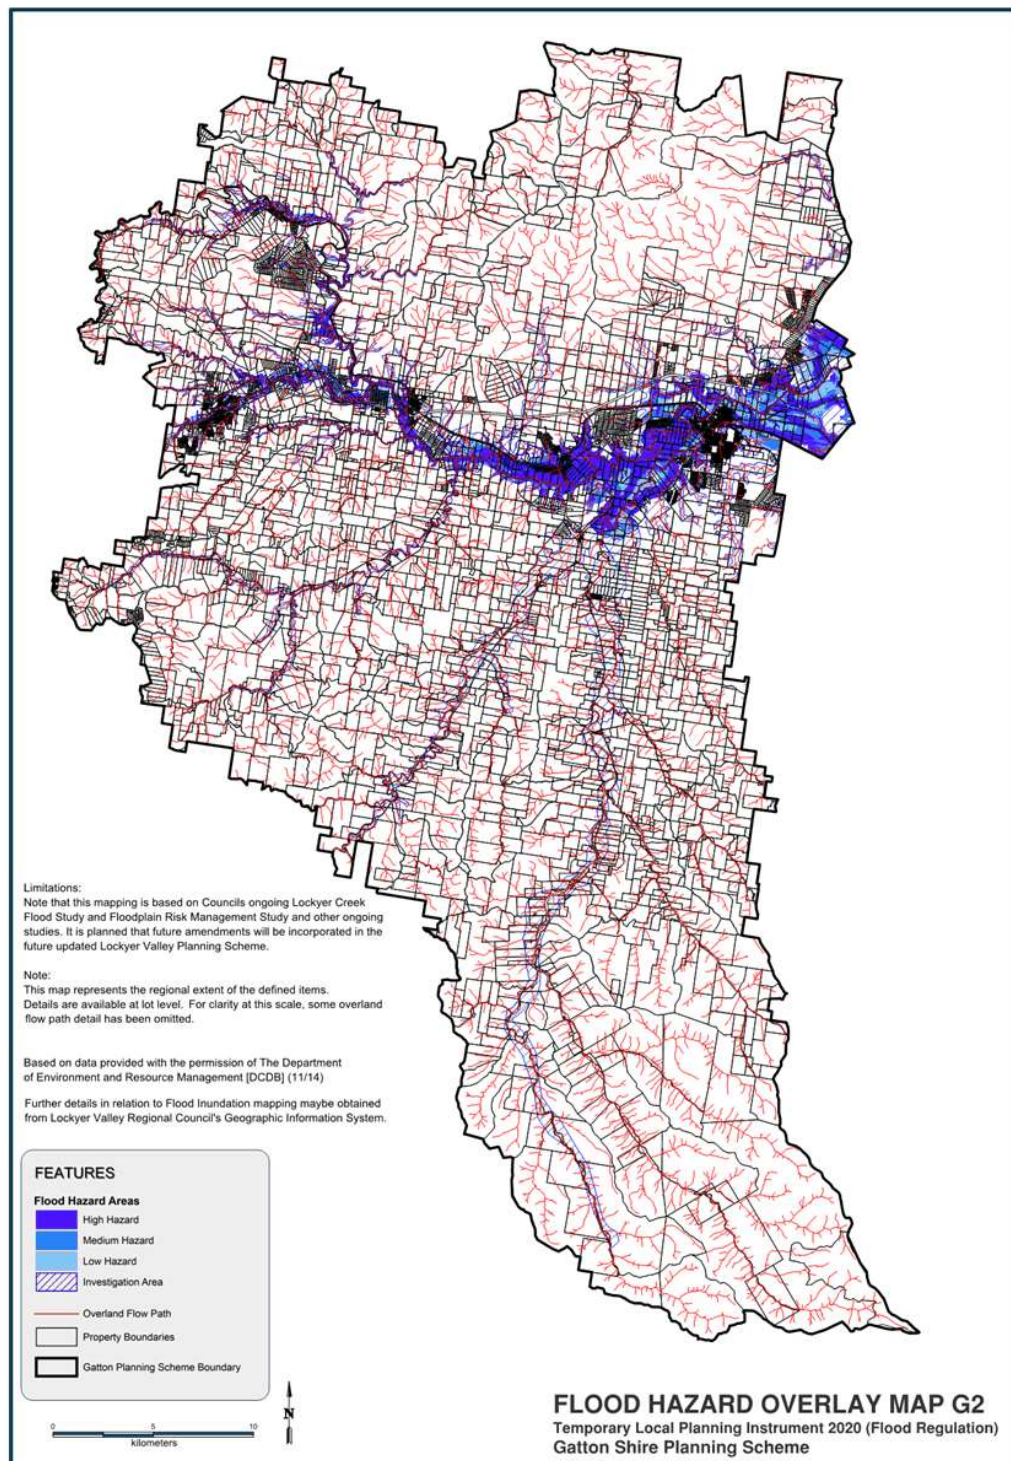 Limitations:
Note that this mapping is based on Councils ongoing Lockyer Creek
Flood Study and Floodplain Risk Management Study and other ongoing
studies. It is planned that future amendments will be incorporated in the
future updated Lockyer Valley Planning Scheme.
Note:
This map represents the regional extent of the defined items.
Details are available at lot level. For clarity at this scale, some overland
flow path detail has been omitted.
Based on data provided with the permission of The Department
of Environment and Resource Management [DCDB] (11/14)
Further details in relation to Flood Inundation mapping maybe obtained
from Lockyer Valley Regional Council's Geographic Information System.
FEATURES
Flood Hazard Areas
High Hazard
Medium Hazard
Low Hazard
Investigation Area
Overland Flow Path
Property Boundaries
Gatton Planning Scheme Boundary
0 5 10
kilometers
N
FLOOD HAZARD OVERLAY MAP G2
Temporary Local Planning Instrument 2020 (Flood Regulation)
Gatton Shire Planning Scheme